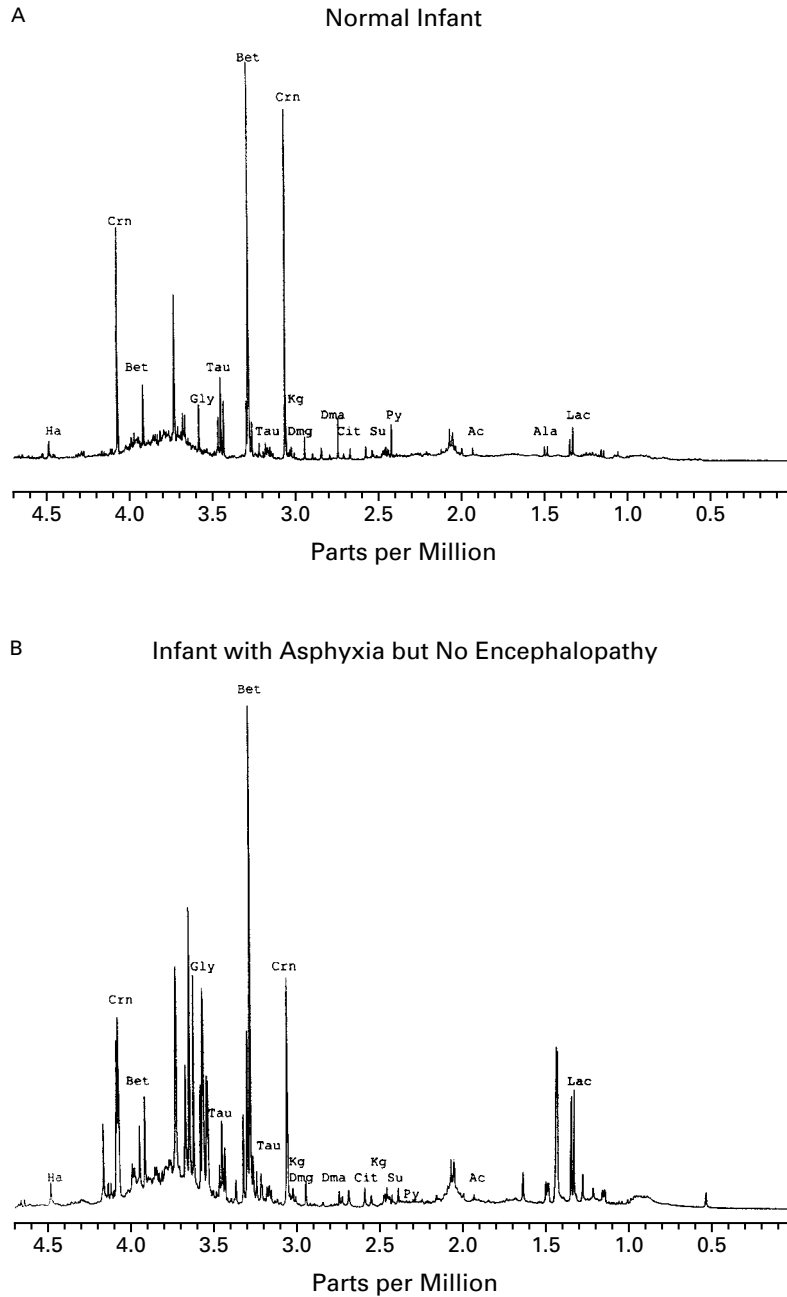 A
Normal Infant
Bet
Crn
Crn
Bet
Tau
Gly
Kg
Ha
Tau
Dmg
Dma
Cit
Su
Py
Ac
Ala
Lac
4.5 4.0 3.5 3.0 2.5 2.0 1.5 1.0 0.5
Parts per Million
B
Infant with Asphyxia but No Encephalopathy
Bet
Gly
Crn
Crn
Bet
Lac
Tau
Tau
Kg
Kg
Ha
Dmg
Dma
Cit
Su
Py
Ac
4.5 4.0 3.5 3.0 2.5 2.0 1.5 1.0 0.5
Parts per Million